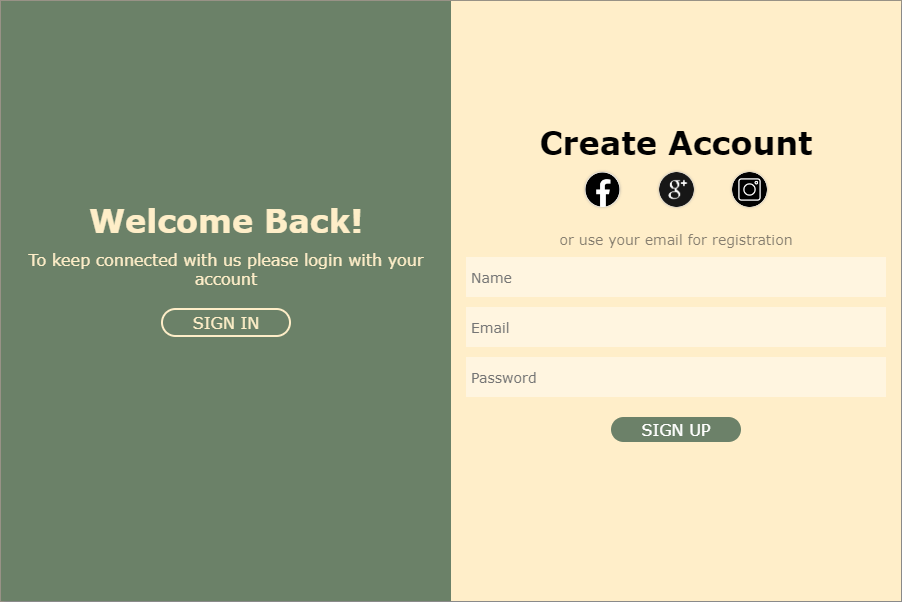 Welcome Back!
To keep connected with us please login with your
account
SIGN IN
Create Account
g+
or use your email for registration
Name
Email
Password
SIGN UP